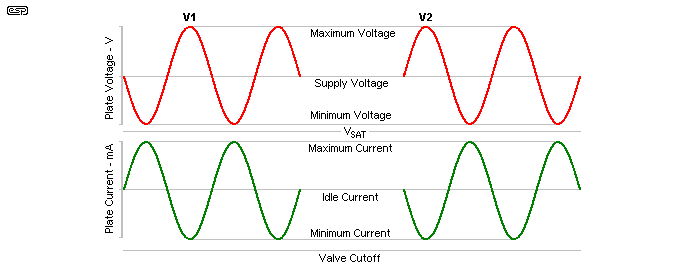 esp
V1
V2
Plate Voltage - V
Maximum Voltage
Supply Voltage
Minimum Voltage
VSAT
Plate Current - mA
Maximum Current
Idle Current
Minimum Current
Valve Cutoff